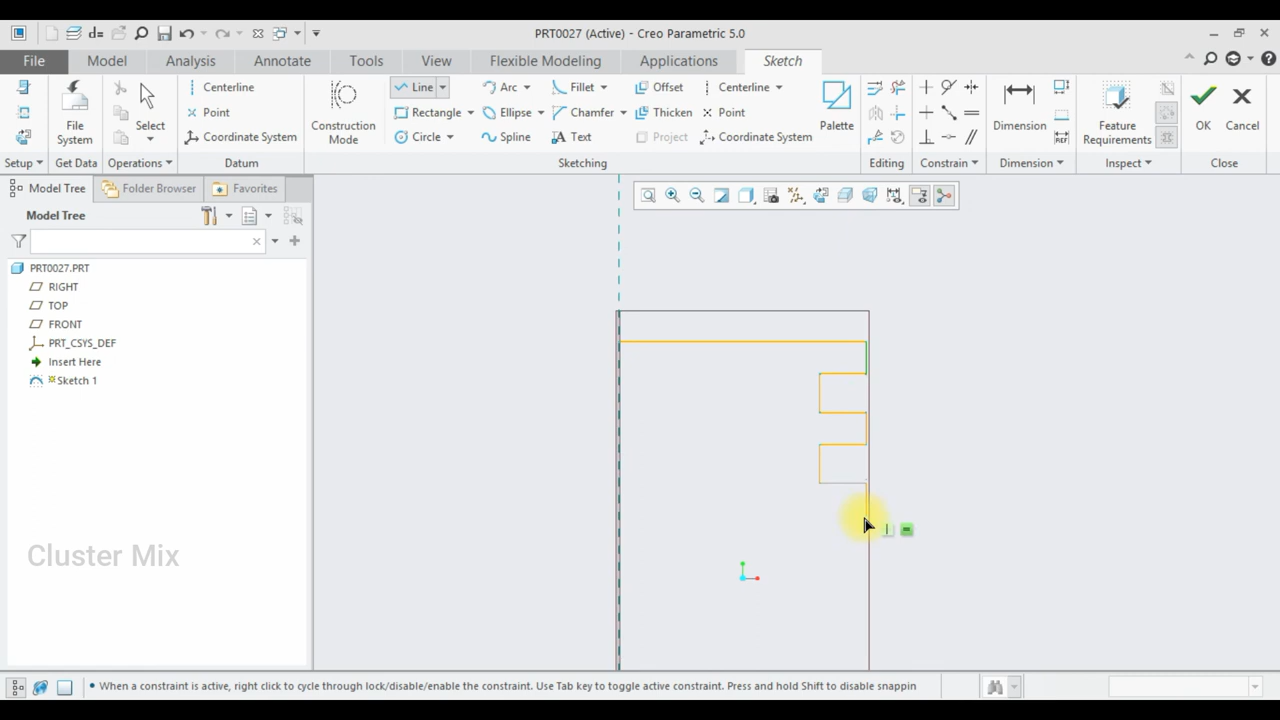 PRT0027 (Active) - Creo Parametric 5.0
File Model Analysis Annotate Tools View Flexible Modeling Applications Sketch
Centerline Line Arc Fillet Offset Centerline
File System Select Point Construction Mode Rectangle Ellipse Chamfer Thicken Point Palette Dimension Feature Requirements OK Cancel
Coordinate System Circle Spline Text Project Coordinate System
Setup Get Data Operations Datum Sketching Editing Constrain Dimension Inspect Close
Model Tree Folder Browser Favorites
Model Tree
PRT0027.PRT
RIGHT
TOP
FRONT
PRT_CSYS_DEF
Insert Here
Sketch 1
Cluster Mix
• When a constraint is active, right click to cycle through lock/disable/enable the constraint. Use Tab key to toggle active constraint. Press and hold Shift to disable snappin